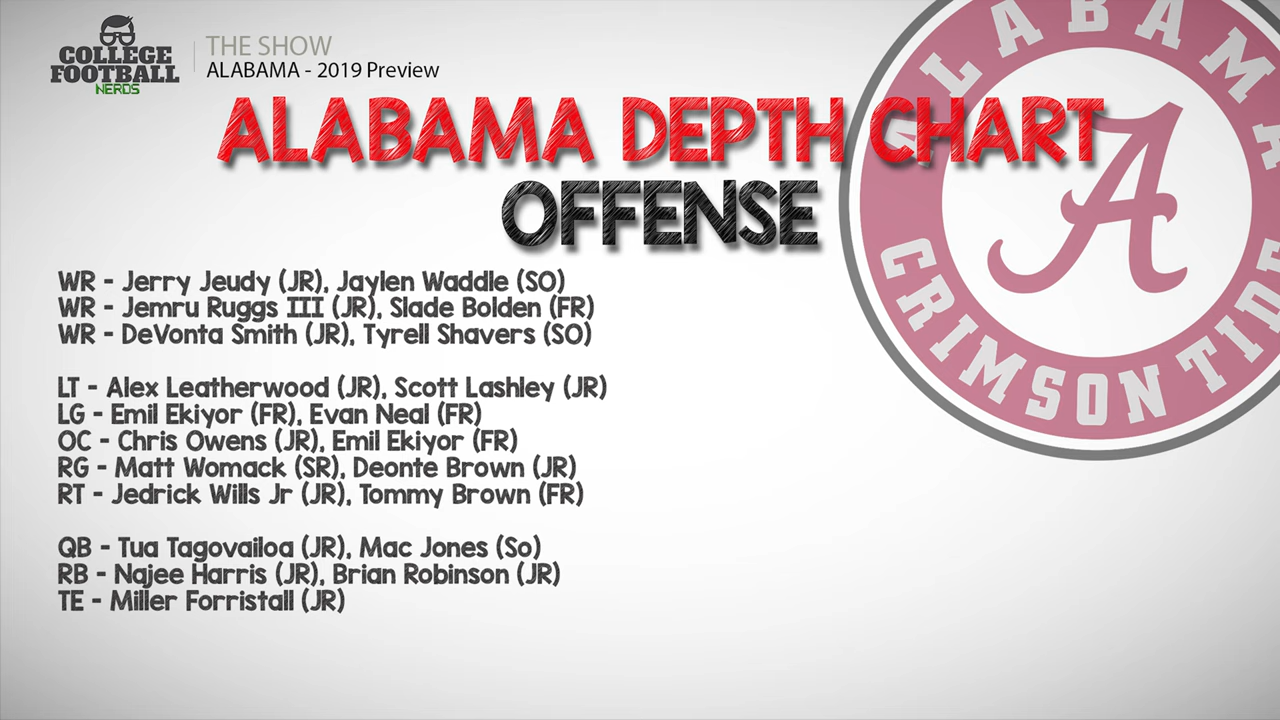 COLLEGE
FOOTBALL
NERDS
THE SHOW
ALABAMA - 2019 Preview
ALABAMA DEPTH CHART
OFFENSE
WR - Jerry Jeudy (JR), Jaylen Waddle (SO)
WR - Jemru Ruggs III (JR), Slade Bolden (FR)
WR - DeVonta Smith (JR), Tyrell Shavers (SO)
LT - Alex Leatherwood (JR), Scott Lashley (JR)
LG - Emil Ekiyor (FR), Evan Neal (FR)
OC - Chris Owens (JR), Emil Ekiyor (FR)
RG - Matt Womack (SR), Deonte Brown (JR)
RT - Jedrick Wills Jr (JR), Tommy Brown (FR)
QB - Tua Tagovailoa (JR), Mac Jones (So)
RB - Najee Harris (JR), Brian Robinson (JR)
TE - Miller Forristall (JR)
ALABAMA
A
CRIMSON TIDE